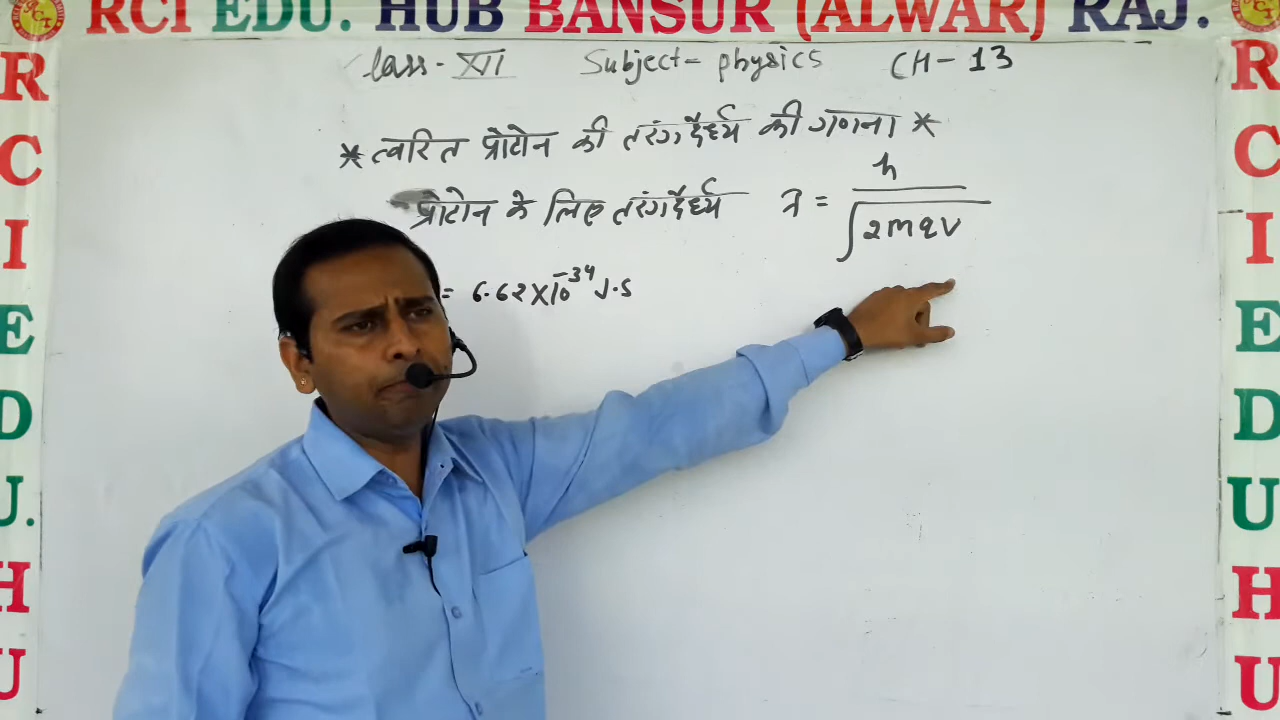 RCI EDU. HUB BANSUR (ALWAR) RAJ.
Class - XII Subject = physics CH - 13
* त्वरित प्रोटोन की तरंगदैर्ध्य की गणना *
प्रोटोन के लिए तरंगदैर्ध्य λ = h / √2mqV
= 6.62×10⁻³⁴ J.S
R C I E D U. H U
R C I E D U H U